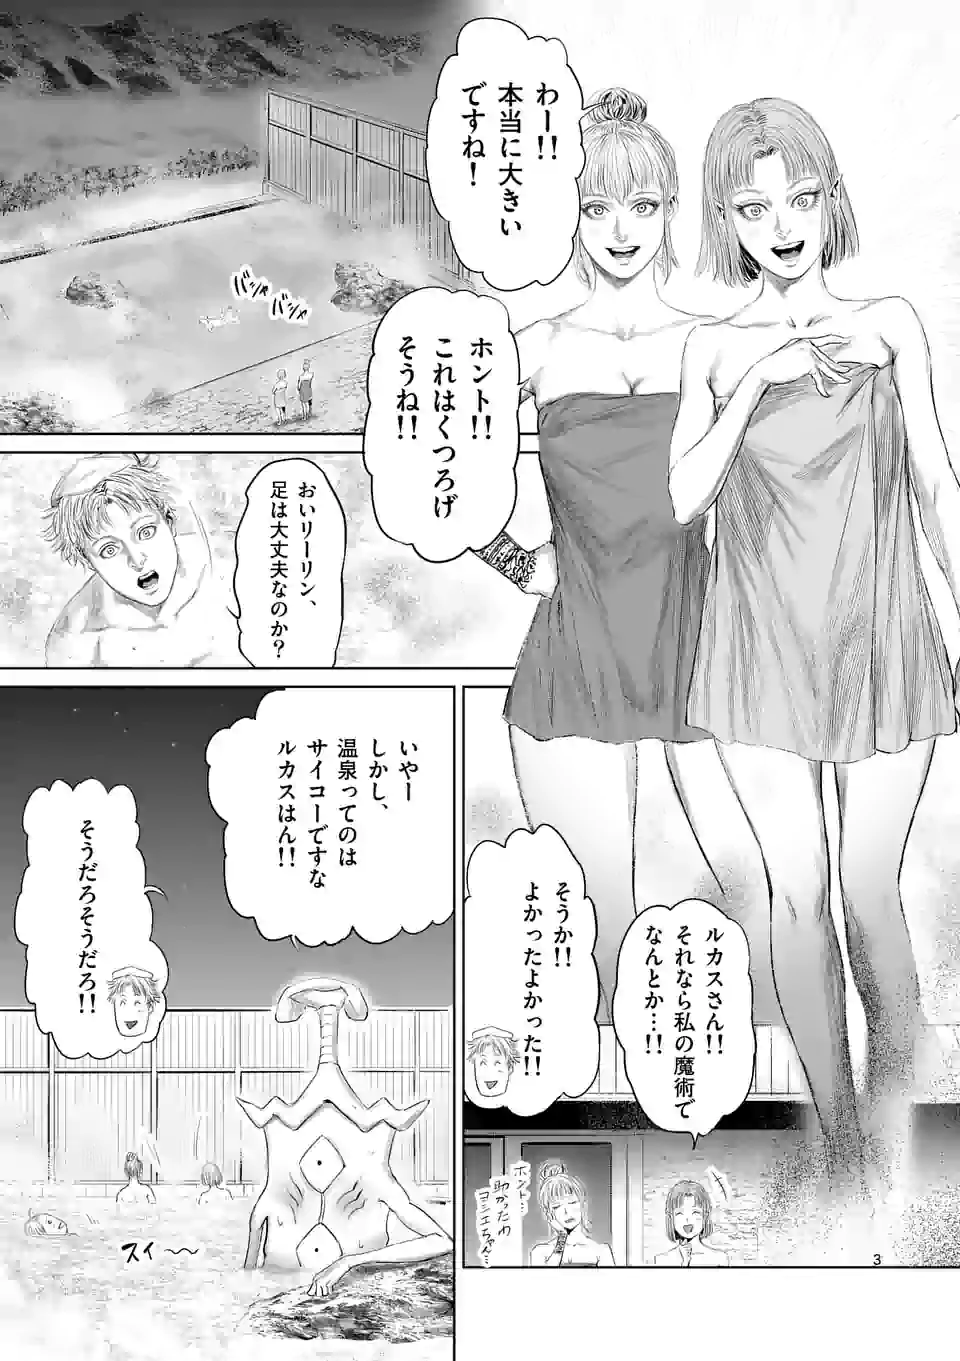 わー!!
本当に大きい
ですね!
ホント!!
これはくつろげ
そうね!!
バシャ
バシャ
おいリーリン、
足は大丈夫なのか?
ルカスさん!!
それなら私の魔術で
なんとか…!!
そうか!!
よかったよかった!!
ホント…
助かったわ
ヨシエちゃん…
3
いやー
しかし、
温泉ってのは
サイコーですな
ルカスはん!!
そうだろそうだろ!!
スイ〜〜